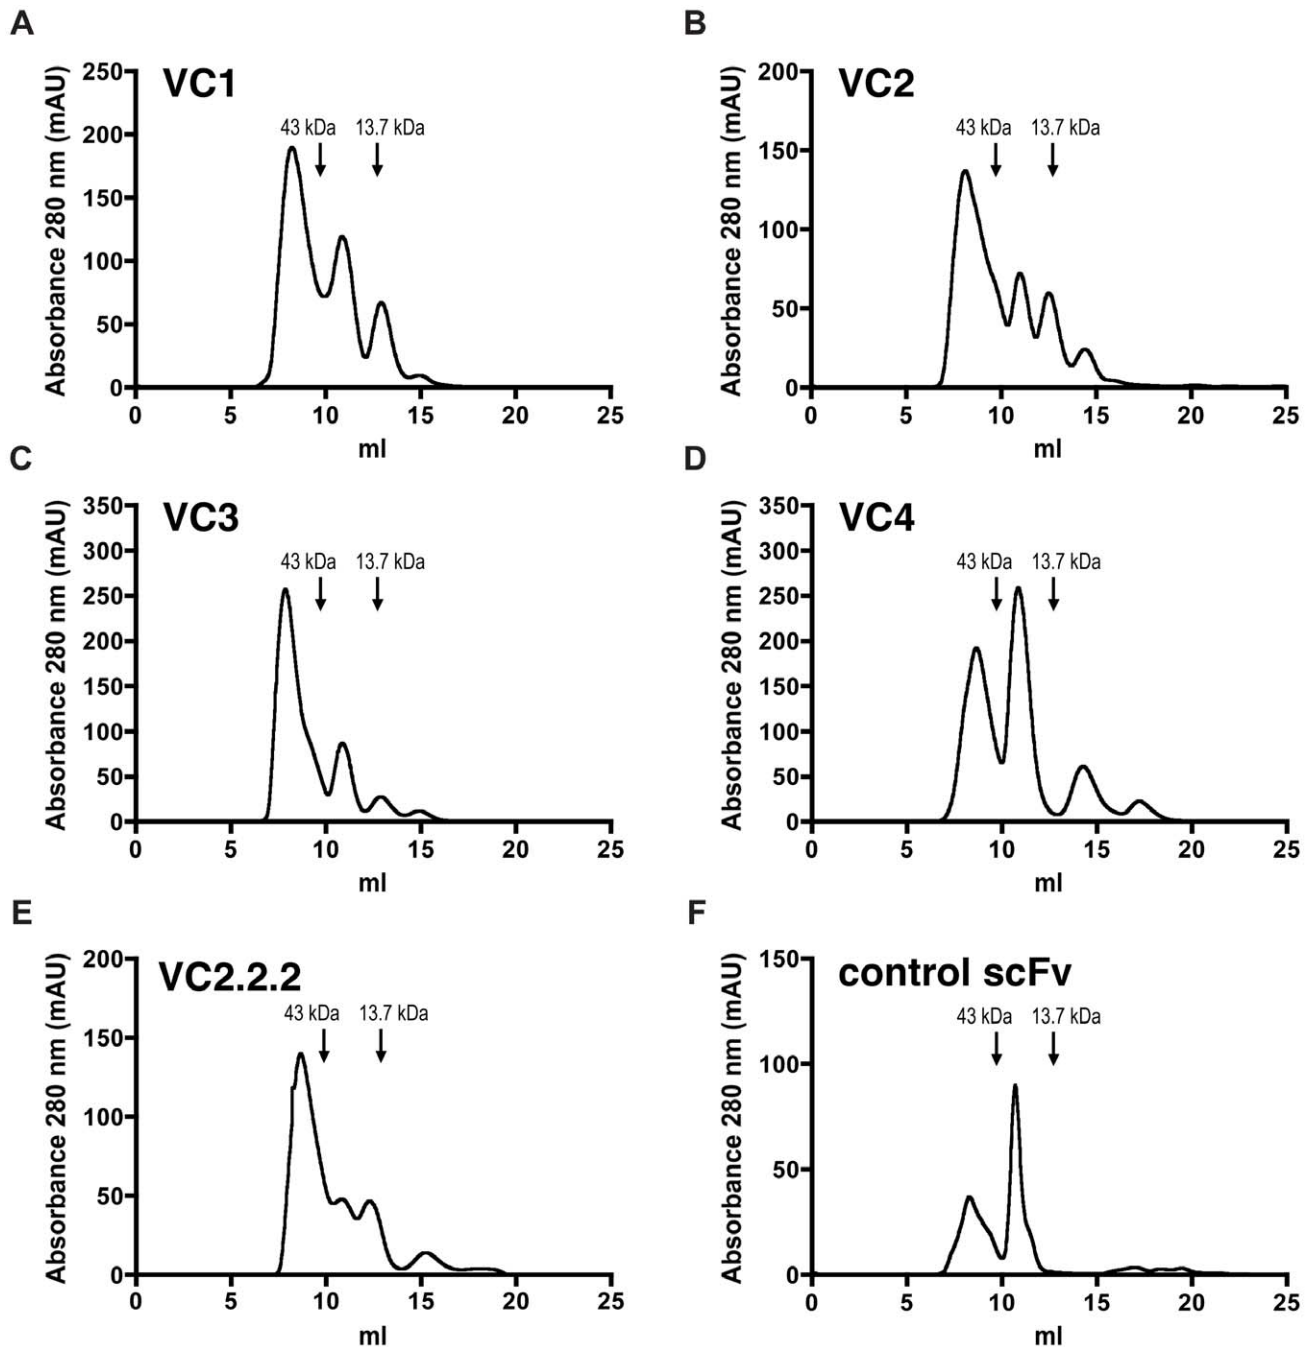 A
Absorbance 280 nm (mAU)
VC1
43 kDa 13.7 kDa
250
200
150
100
50
0
0 5 10 15 20 25
ml
B
Absorbance 280 nm (mAU)
VC2
43 kDa 13.7 kDa
200
150
100
50
0
0 5 10 15 20 25
ml
C
Absorbance 280 nm (mAU)
VC3
43 kDa 13.7 kDa
350
300
250
200
150
100
50
0
0 5 10 15 20 25
ml
D
Absorbance 280 nm (mAU)
VC4
43 kDa 13.7 kDa
350
300
250
200
150
100
50
0
0 5 10 15 20 25
ml
E
Absorbance 280 nm (mAU)
VC2.2.2
43 kDa 13.7 kDa
200
150
100
50
0
0 5 10 15 20 25
ml
F
Absorbance 280 nm (mAU)
control scFv
43 kDa 13.7 kDa
150
100
50
0
0 5 10 15 20 25
ml